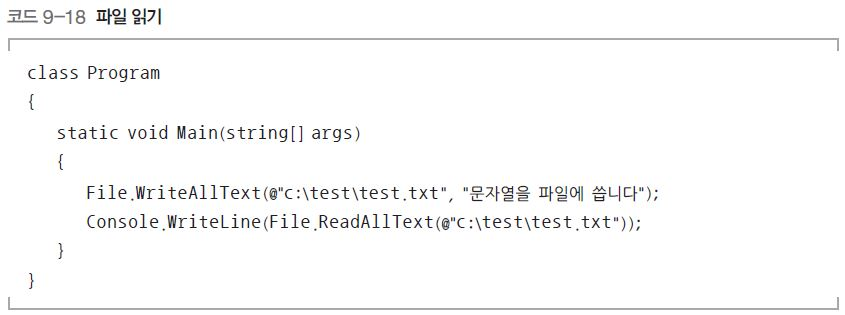 코드 9-18 파일 읽기
class Program
{
static void Main(string[] args)
{
File.WriteAllText(@"c:\test\test.txt", "문자열을 파일에 씁니다");
Console.WriteLine(File.ReadAllText(@"c:\test\test.txt"));
}
}